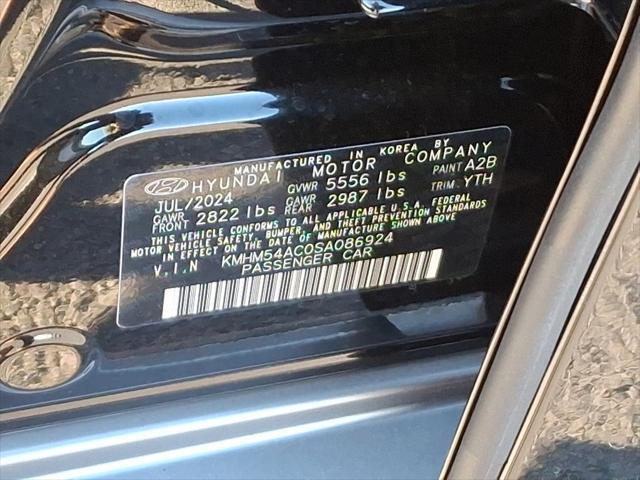 MANUFACTURED IN KOREA BY
HYUNDAI MOTOR COMPANY
JUL/2024 GVWR 5556 lbs PAINT A2B
GAWR FRONT 2822 lbs GAWR REAR 2987 lbs TRIM. YTH
THIS VEHICLE CONFORMS TO ALL APPLICABLE U.S.A. FEDERAL
MOTOR VEHICLE SAFETY, BUMPER, AND THEFT PREVENTION STANDARDS
IN EFFECT ON THE DATE OF MANUFACTURE SHOWN ABOVE
V.I.N KMHM54AC0SA086924
PASSENGER CAR